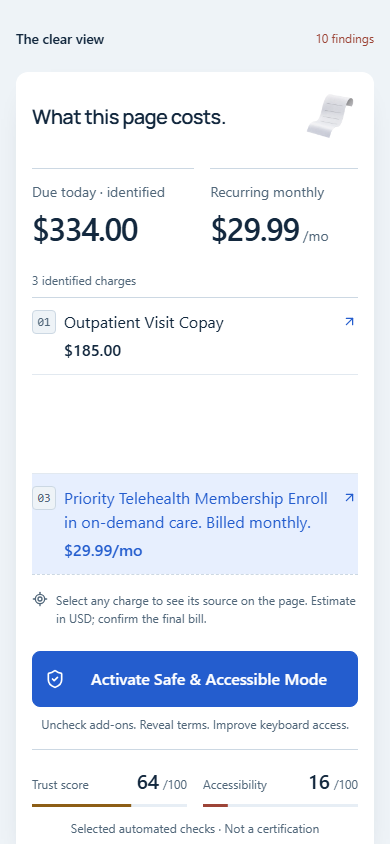 The clear view
10 findings
What this page costs.
Due today · identified
$334.00
Recurring monthly
$29.99 /mo
3 identified charges
01 Outpatient Visit Copay
$185.00
03 Priority Telehealth Membership Enroll
in on-demand care. Billed monthly.
$29.99/mo
Select any charge to see its source on the page. Estimate
in USD; confirm the final bill.
Activate Safe & Accessible Mode
Uncheck add-ons. Reveal terms. Improve keyboard access.
Trust score 64 /100
Accessibility 16 /100
Selected automated checks · Not a certification